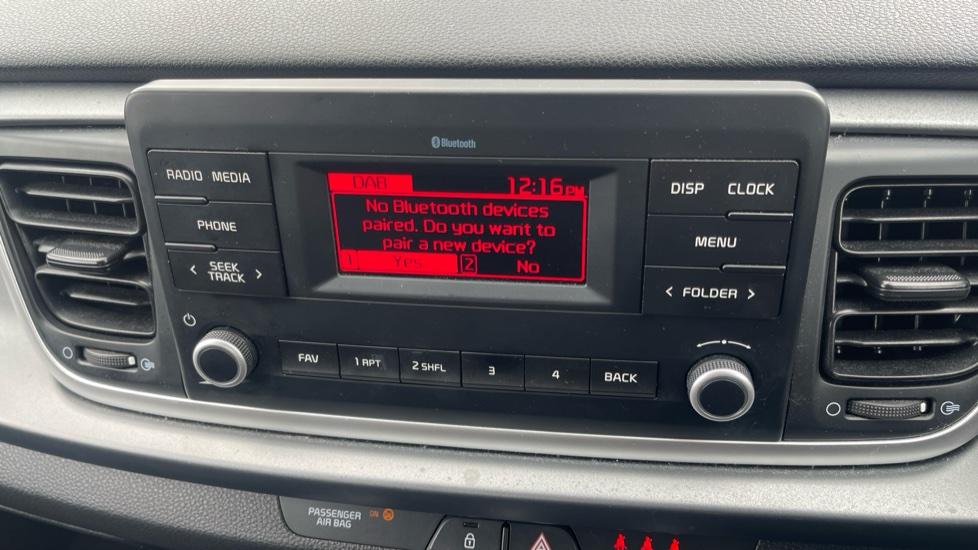 Bluetooth
RADIO MEDIA
PHONE
< SEEK TRACK >
DAB 12:16 PM
No Bluetooth devices
paired. Do you want to
pair a new device?
1 Yes 2 No
DISP CLOCK
MENU
< FOLDER >
FAV 1 RPT 2 SHFL 3 4 BACK
PASSENGER
AIR BAG ON